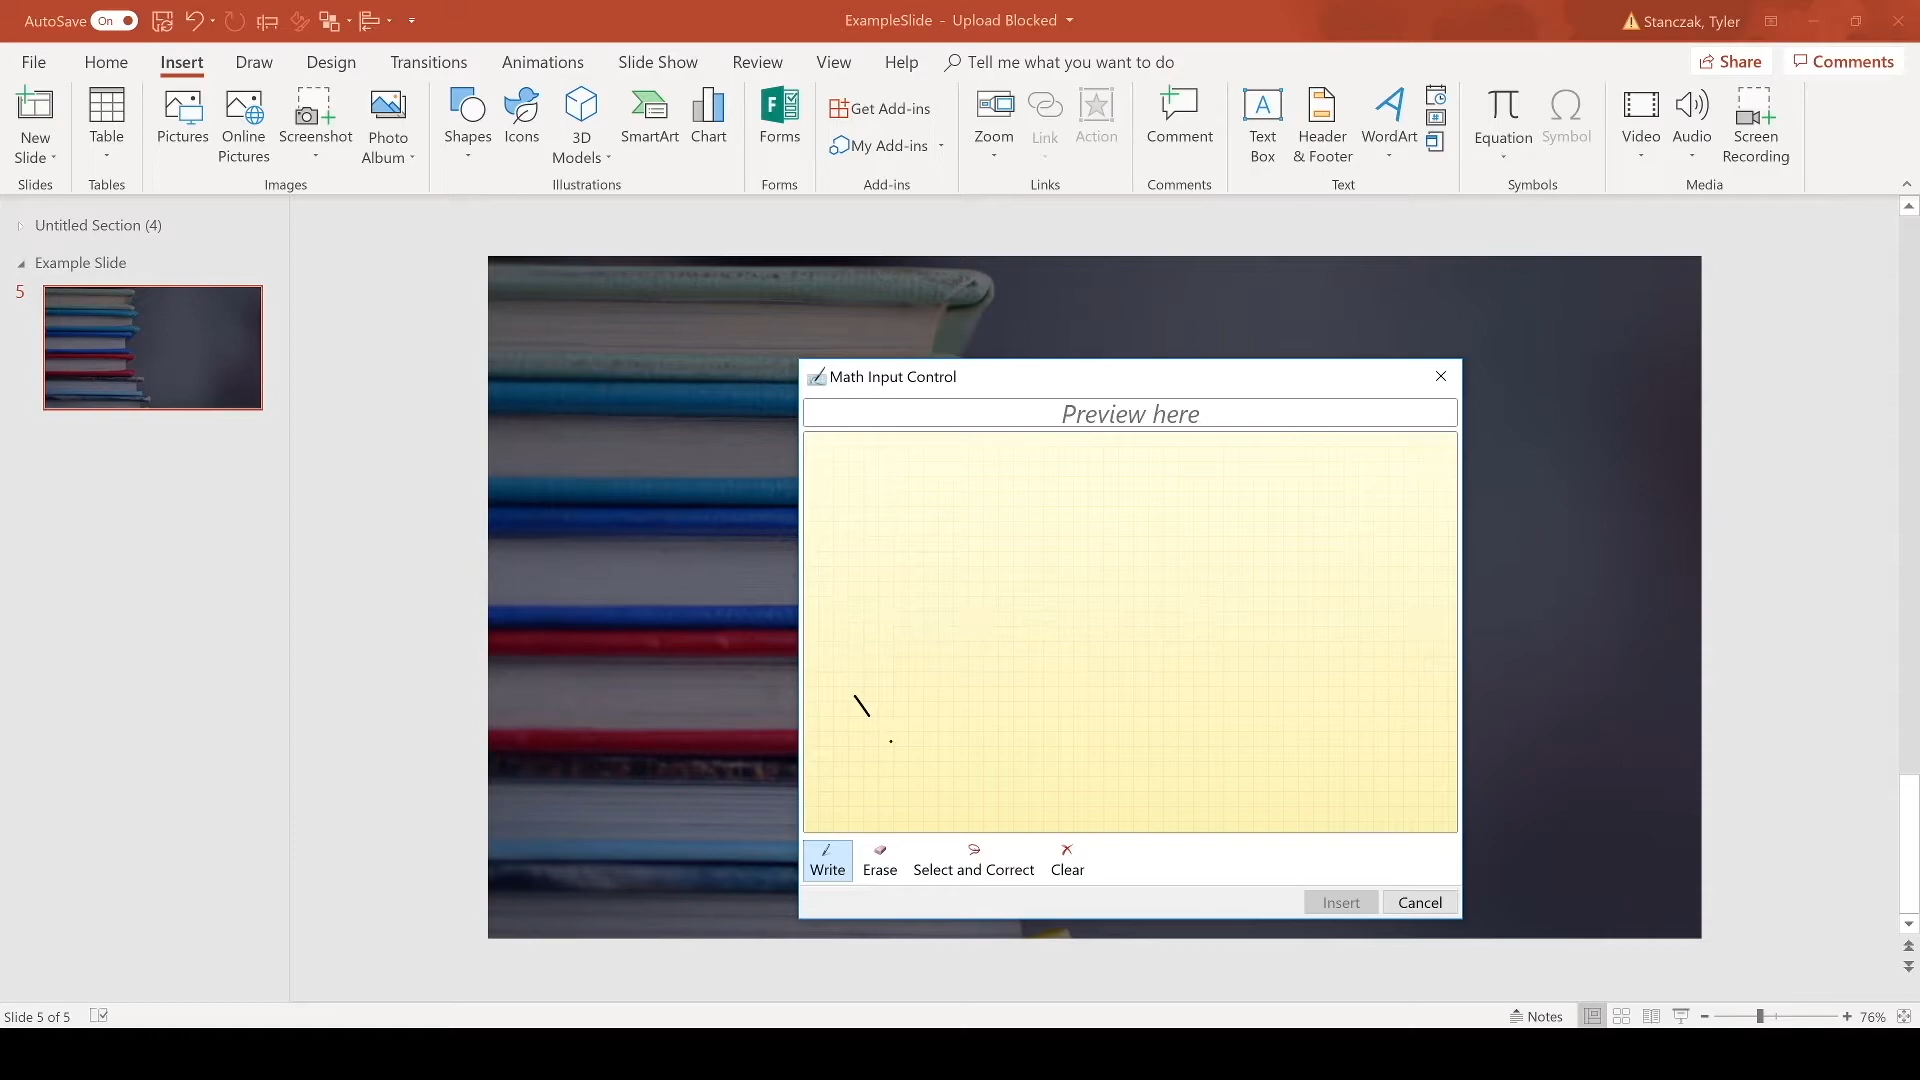 AutoSave On
ExampleSlide - Upload Blocked
Stanczak, Tyler
File Home Insert Draw Design Transitions Animations Slide Show Review View Help Tell me what you want to do Share Comments
New Slide
Table
Pictures
Online Pictures
Screenshot
Photo Album
Shapes
Icons
3D Models
SmartArt
Chart
Forms
Get Add-ins
My Add-ins
Zoom
Link
Action
Comment
Text Box
Header & Footer
WordArt
Equation
Symbol
Video
Audio
Screen Recording
Slides Tables Images Illustrations Forms Add-ins Links Comments Text Symbols Media
Untitled Section (4)
Example Slide
5
Math Input Control
Preview here
Write Erase Select and Correct Clear
Insert Cancel
Slide 5 of 5
Notes
76%